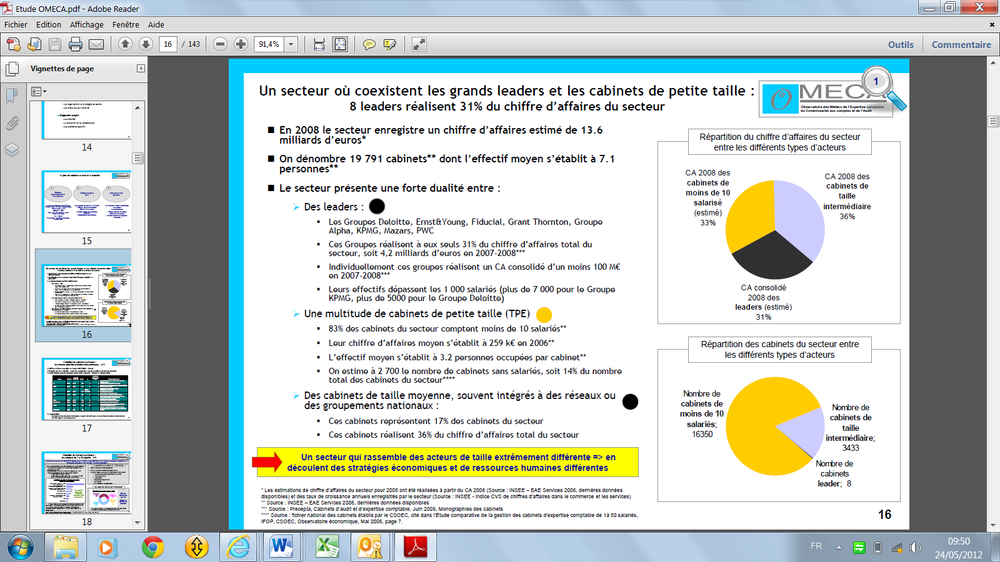 Etude OMECA.pdf - Adobe Reader
Fichier Edition Affichage Fenêtre Aide
16 / 143 91,4% Outils Commentaire
Vignettes de page
14
15
16
17
18
Un secteur où coexistent les grands leaders et les cabinets de petite taille :
8 leaders réalisent 31% du chiffre d’affaires du secteur
OMECA
Observatoire des Métiers de l'Expertise comptable
du Commissariat aux comptes et de l'Audit
1
En 2008 le secteur enregistre un chiffre d’affaires estimé de 13.6
milliards d’euros*
On dénombre 19 791 cabinets** dont l’effectif moyen s’établit à 7.1
personnes**
Le secteur présente une forte dualité entre :
Des leaders :
Les Groupes Deloitte, Ernst&Young, Fiducial, Grant Thornton, Groupe
Alpha, KPMG, Mazars, PWC
Ces Groupes réalisent à eux seuls 31% du chiffre d’affaires total du
secteur, soit 4,2 milliards d’euros en 2007-2008***
Individuellement ces groupes réalisent un CA consolidé d’un moins 100 M€
en 2007-2008***
Leurs effectifs dépassent les 1 000 salariés (plus de 7 000 pour le Groupe
KPMG, plus de 5000 pour le Groupe Deloitte)
Une multitude de cabinets de petite taille (TPE)
83% des cabinets du secteur comptent moins de 10 salariés**
Leur chiffre d’affaires moyen s’établit à 259 k€ en 2006**
L’effectif moyen s’établit à 3.2 personnes occupées par cabinet**
On estime à 2 700 le nombre de cabinets sans salariés, soit 14% du nombre
total des cabinets du secteur****
Des cabinets de taille moyenne, souvent intégrés à des réseaux ou
des groupements nationaux :
Ces cabinets représentent 17% des cabinets du secteur
Ces cabinets réalisent 36% du chiffre d’affaires total du secteur
Un secteur qui rassemble des acteurs de taille extrêmement différente => en
découlent des stratégies économiques et de ressources humaines différentes
* Les estimations de chiffre d'affaires du secteur pour 2008 ont été réalisées à partir du CA 2006 (Source : INSEE – EAE Services 2006, dernières données
disponibles) et des taux de croissance annuels enregistrés par le secteur (Source : INSEE - Indice CVS de chiffres d'affaires dans le commerce et les services)
** Source : INSEE – EAE Services 2006, dernières données disponibles
*** Source : Precepta, Cabinets d'audit et d'expertise comptable, Juin 2009, Monographies des cabinets
**** Source : fichier national des cabinets établis par le CSOEC, cité dans l'Etude comparative de la gestion des cabinets d'expertise comptable de 1à 50 salariés,
IFOP, CSOEC, Observatoire économique, Mai 2006, page 7.
Répartition du chiffre d’affaires du secteur
entre les différents types d’acteurs
CA 2008 des
cabinets de
moins de 10
salarisé
(estimé)
33%
CA 2008 des
cabinets de
taille
intermédiaire
36%
CA consolidé
2008 des
leaders (estimé)
31%
Répartition des cabinets du secteur entre
les différents types d’acteurs
Nombre de
cabinets de
moins de 10
salariés;
16350
Nombre de
cabinets de
taille
intermédiaire;
3433
Nombre de
cabinets
leader; 8
16
FR
09:50
24/05/2012